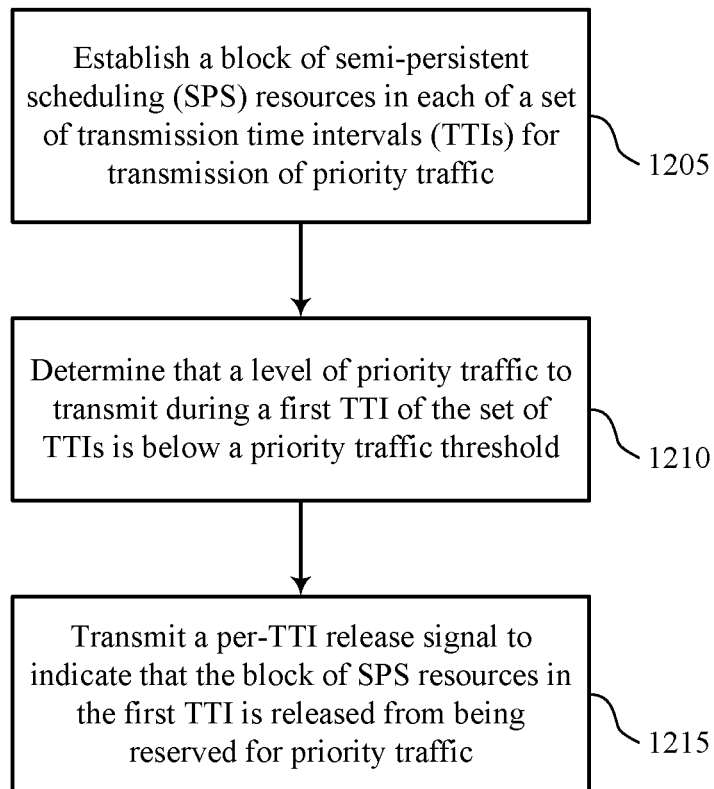 Establish a block of semi-persistent
scheduling (SPS) resources in each of a set
of transmission time intervals (TTIs) for
transmission of priority traffic
1205
Determine that a level of priority traffic to
transmit during a first TTI of the set of
TTIs is below a priority traffic threshold
1210
Transmit a per-TTI release signal to
indicate that the block of SPS resources in
the first TTI is released from being
reserved for priority traffic
1215